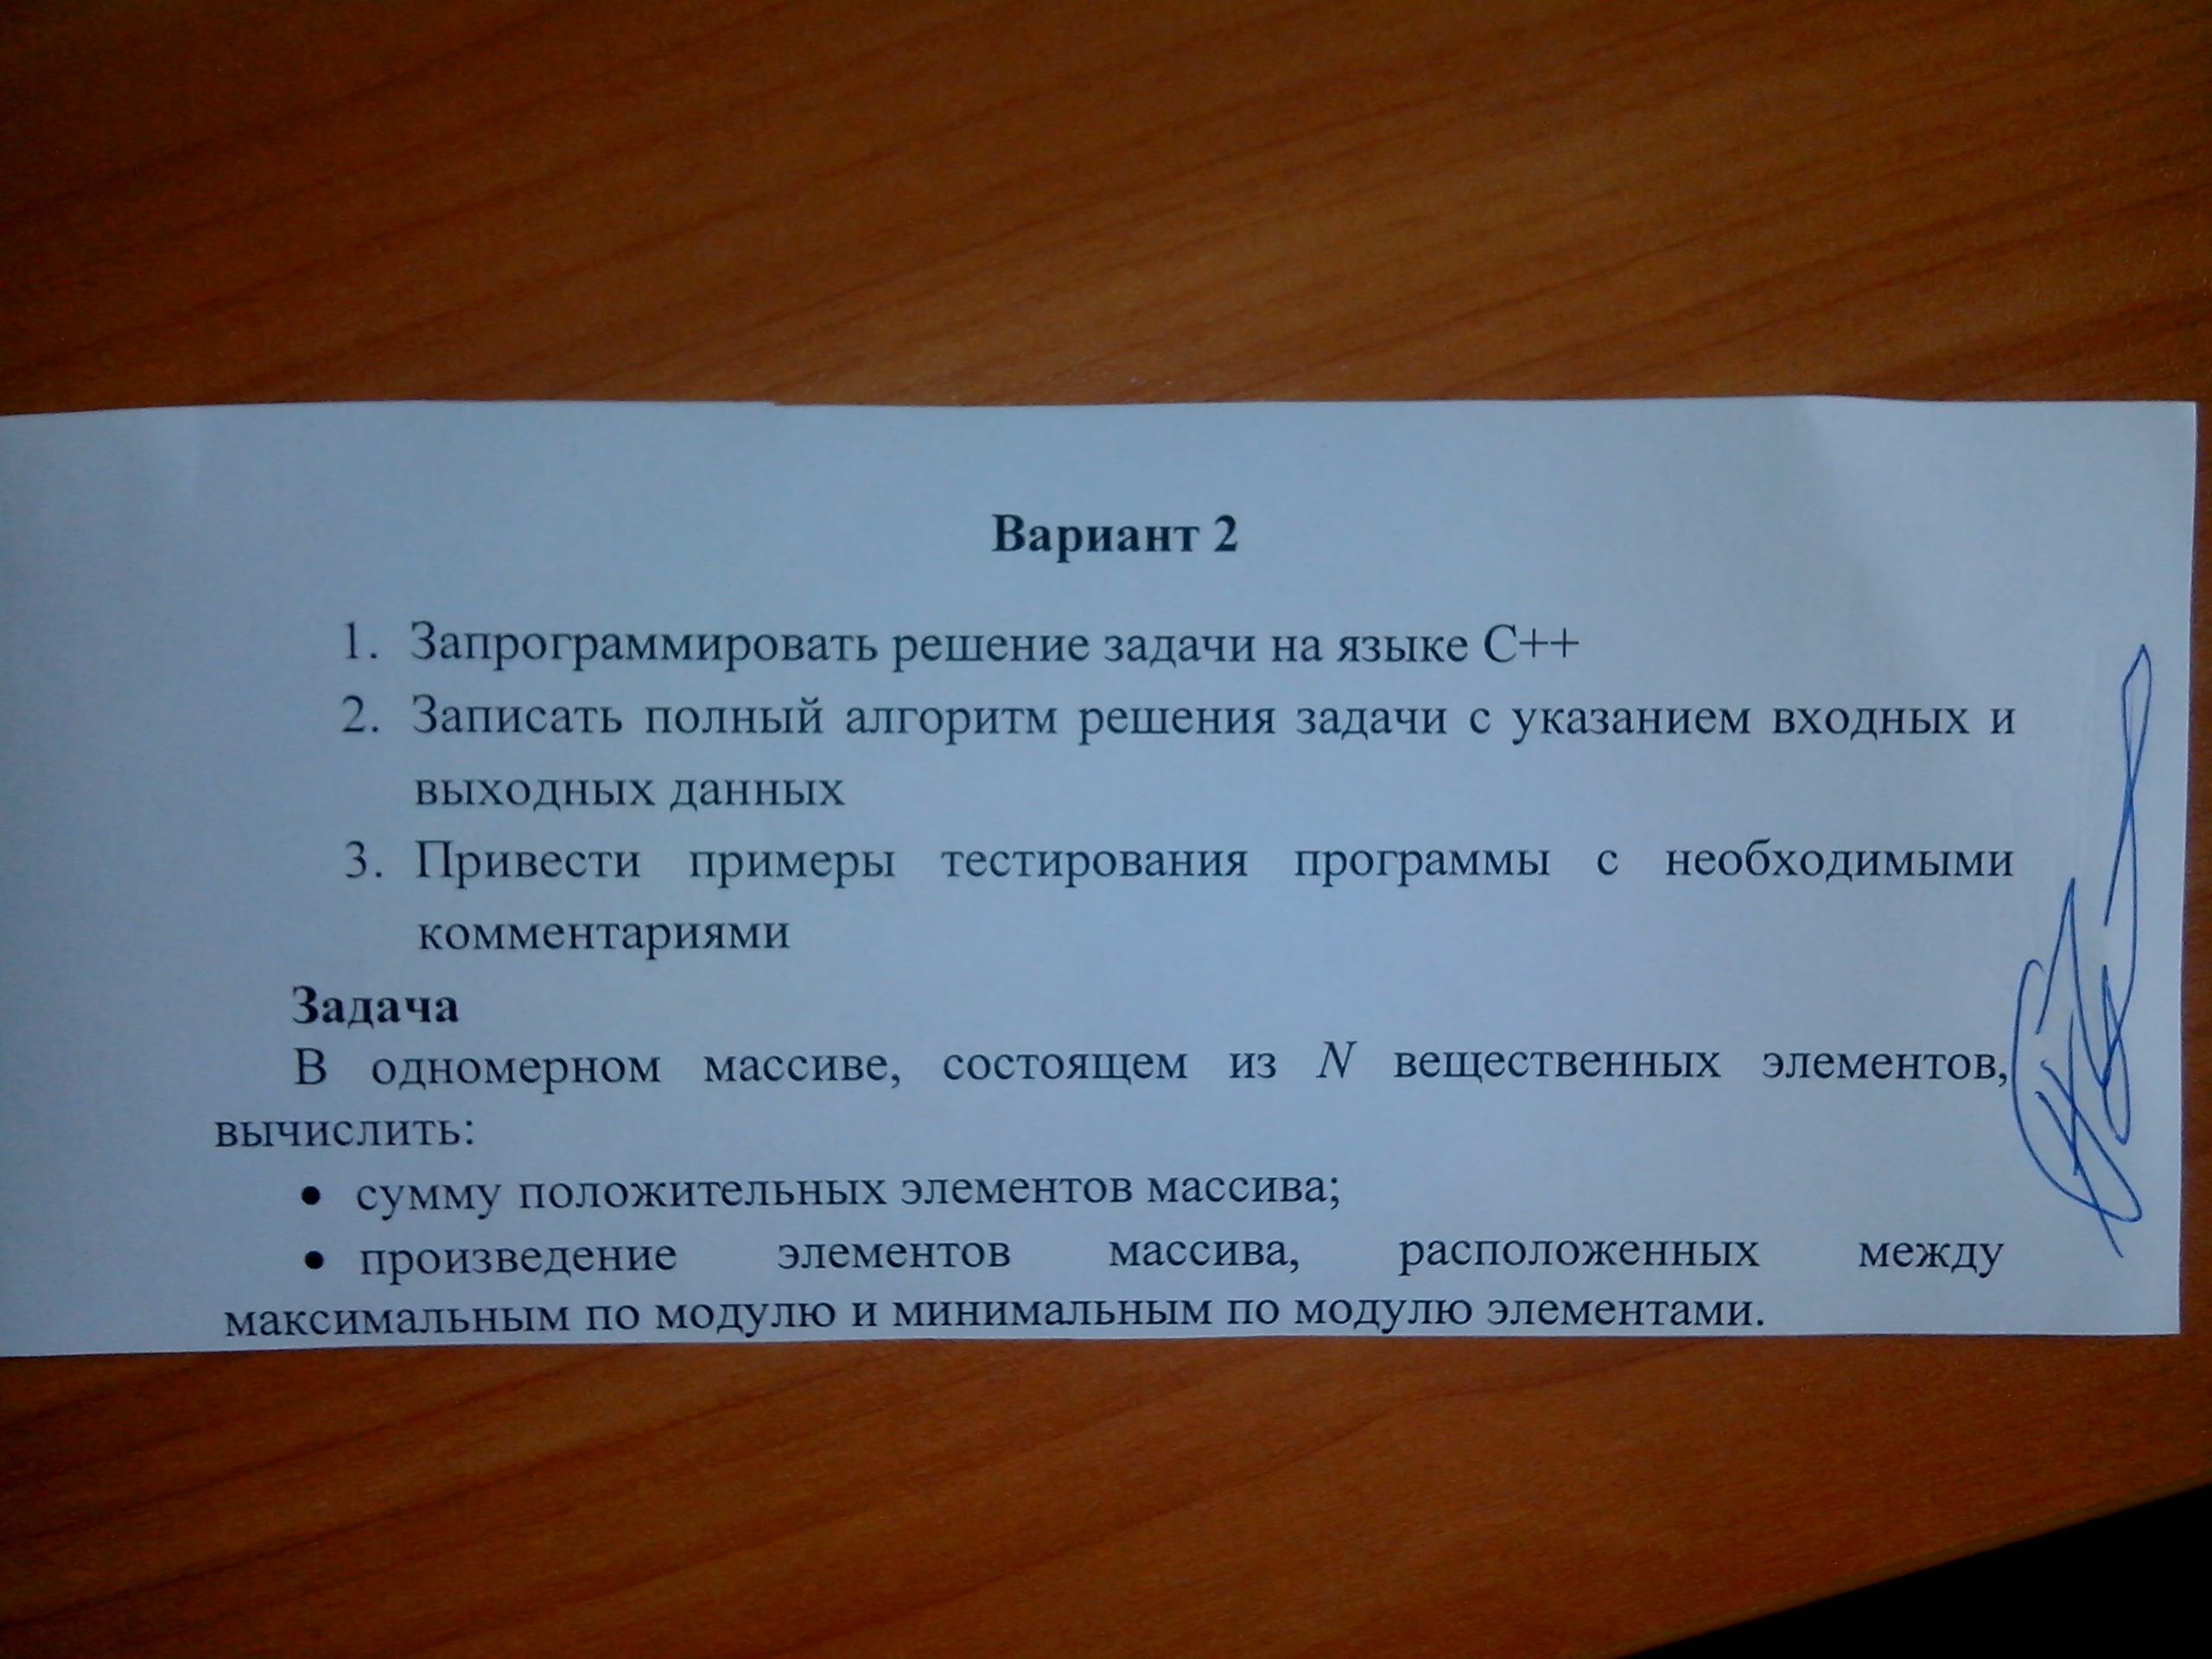 Вариант 2
1. Запрограммировать решение задачи на языке С++
2. Записать полный алгоритм решения задачи с указанием входных и
выходных данных
3. Привести примеры тестирования программы с необходимыми
комментариями
Задача
В одномерном массиве, состоящем из N вещественных элементов,
вычислить:
• сумму положительных элементов массива;
• произведение элементов массива, расположенных между
максимальным по модулю и минимальным по модулю элементами.